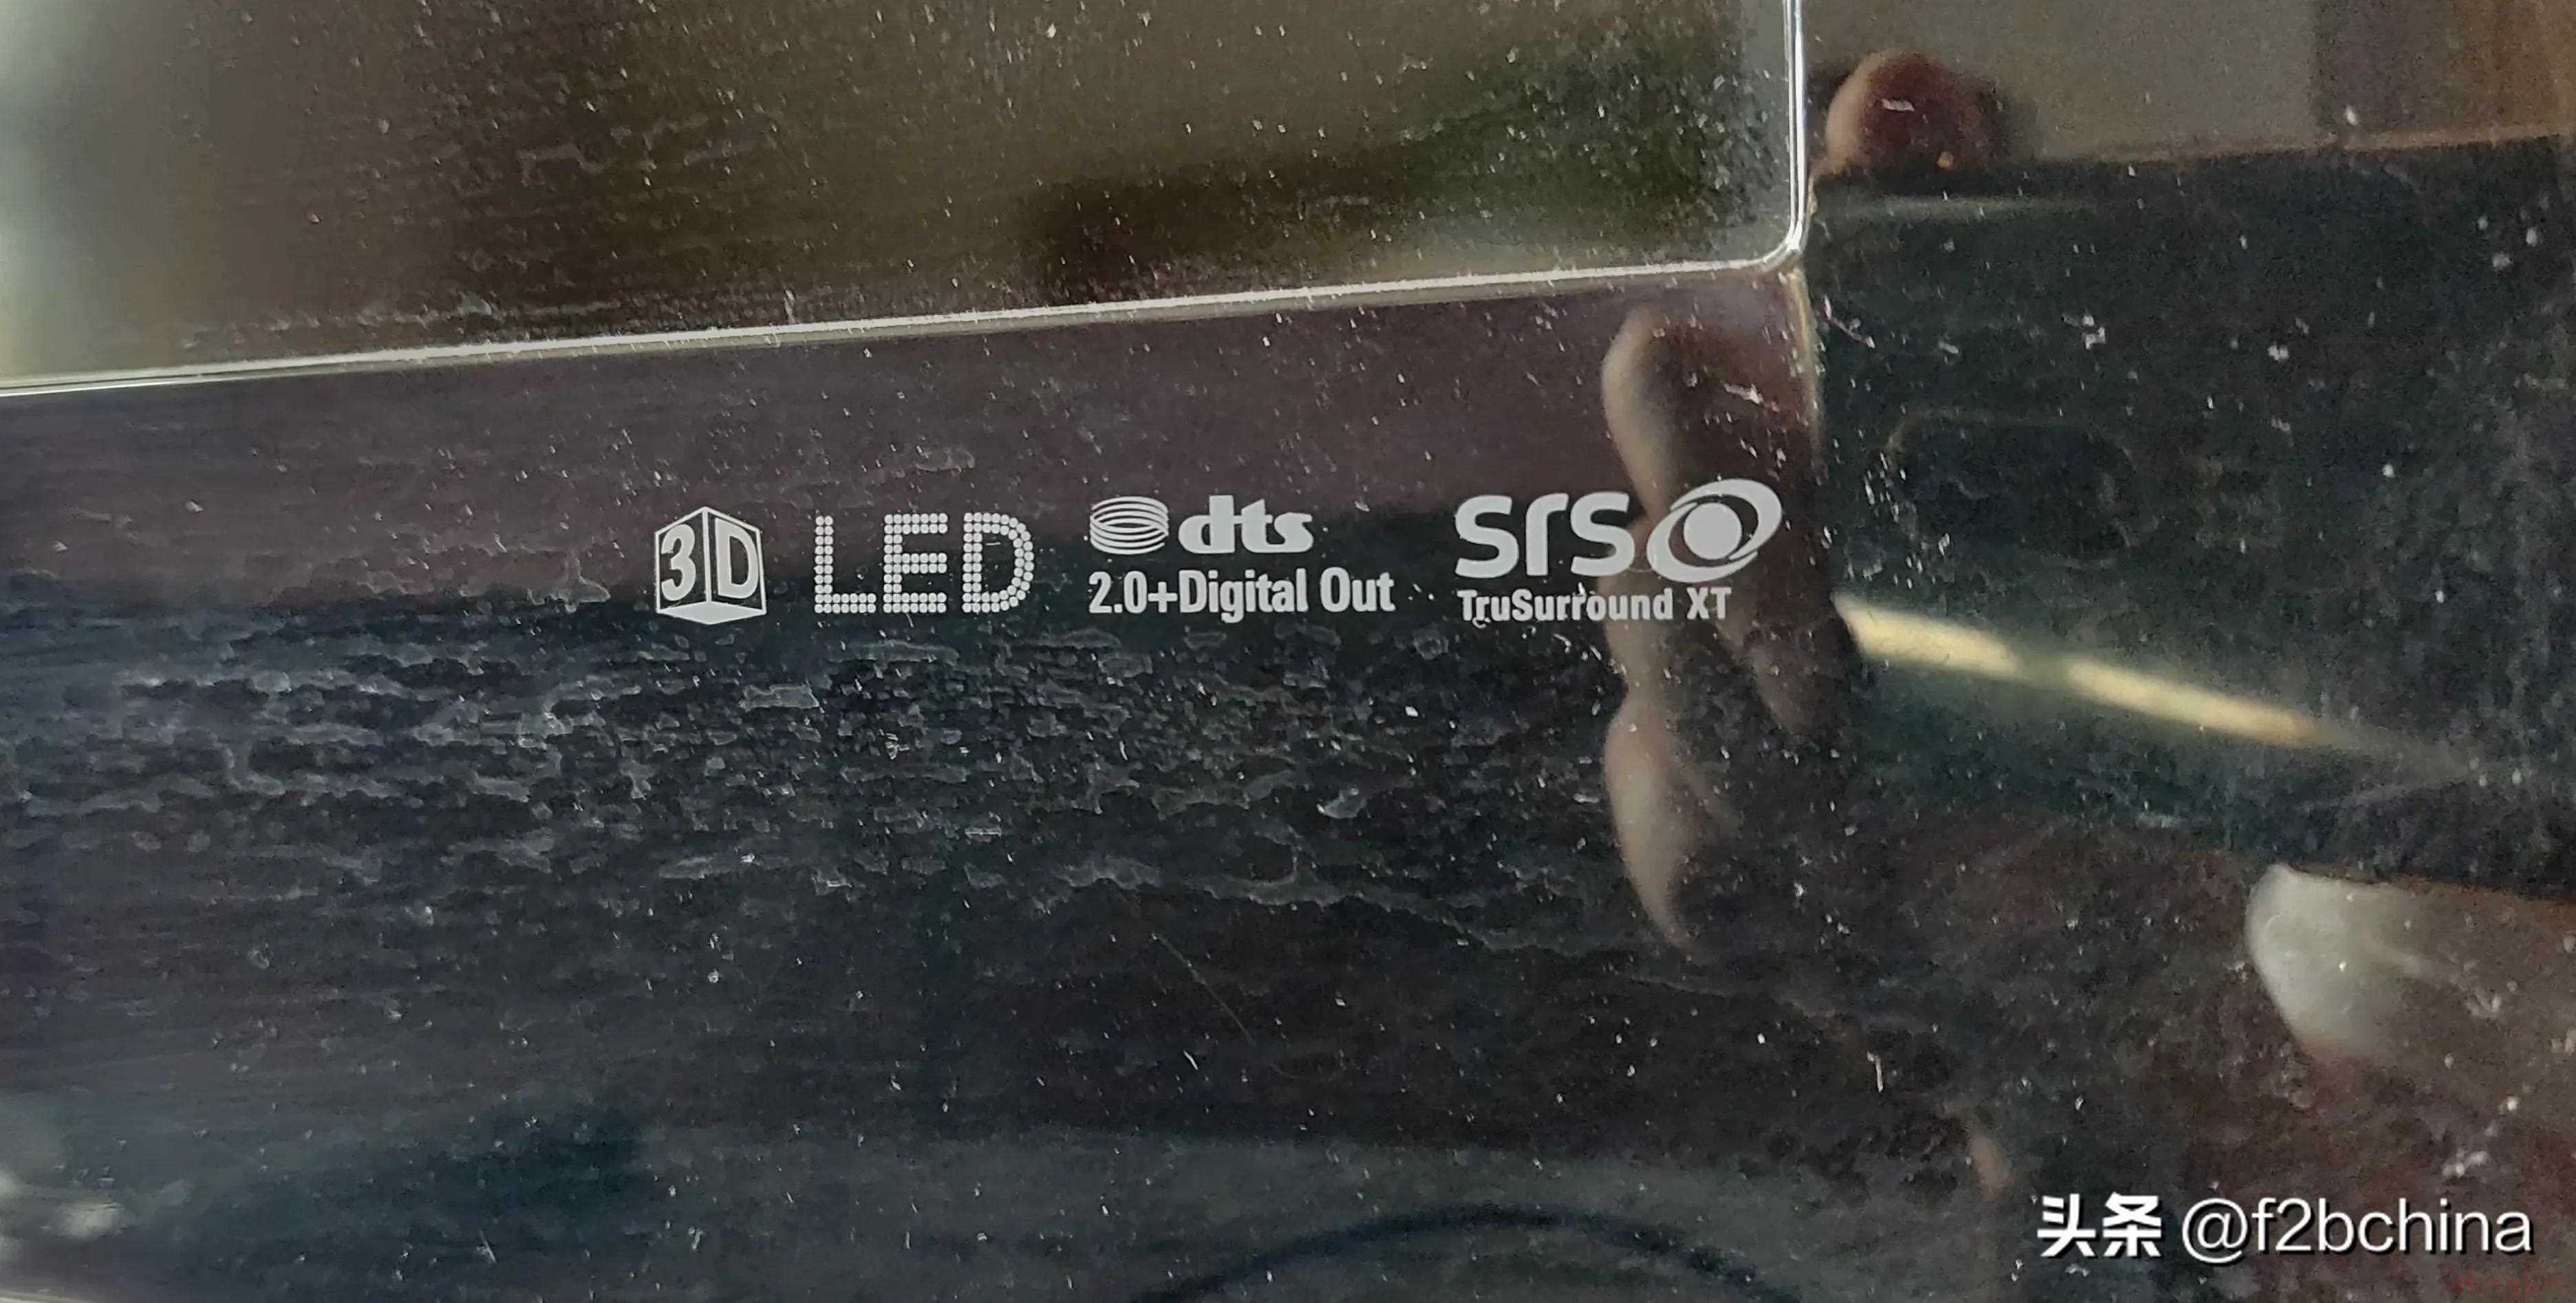 3D LED dts srs
2.0+Digital Out TruSurround XT
头条 @f2bchina